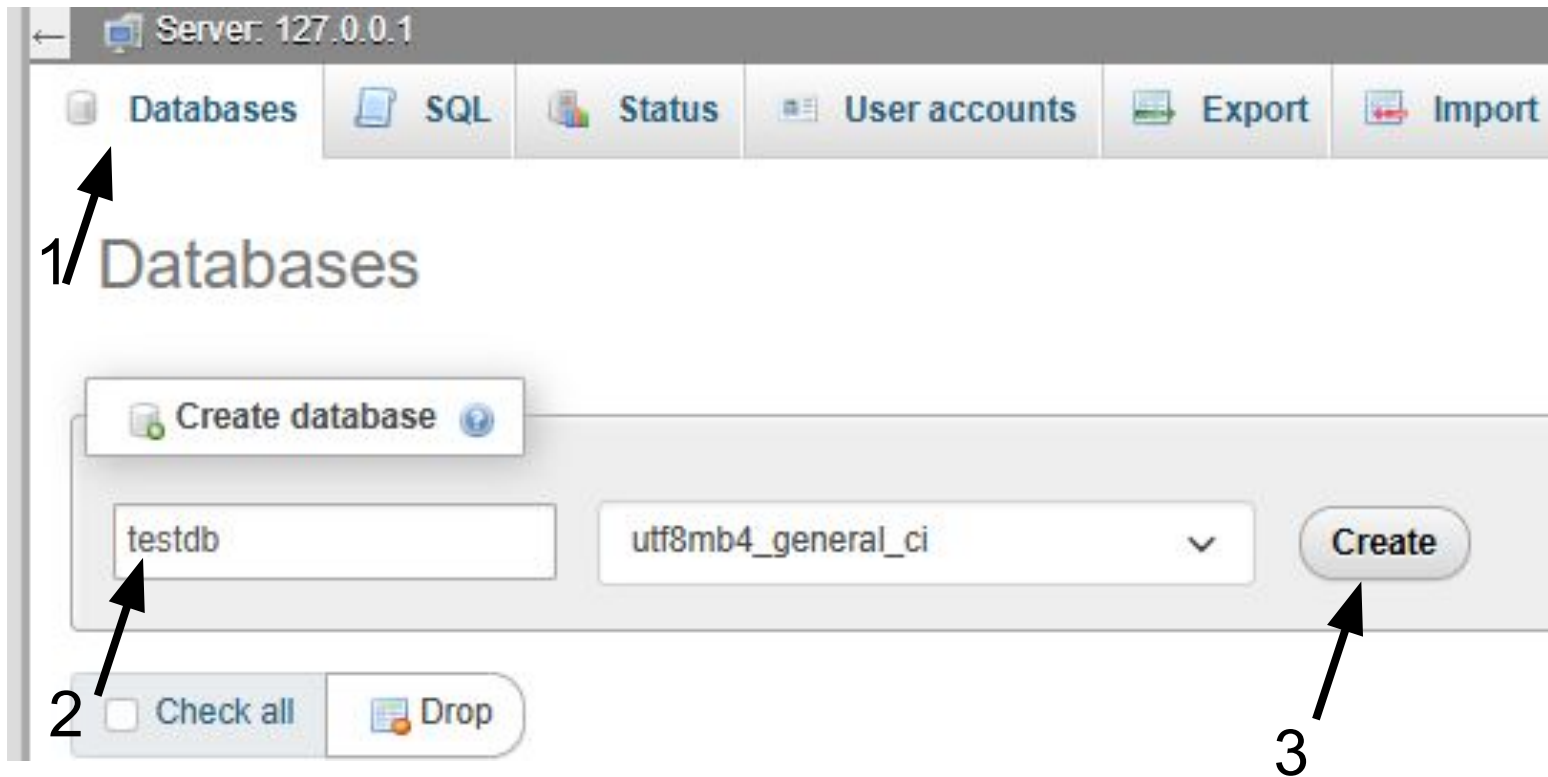 ← Server: 127.0.0.1
Databases SQL Status User accounts Export Import
1
Databases
Create database
testdb utf8mb4_general_ci Create
2 Check all Drop
3